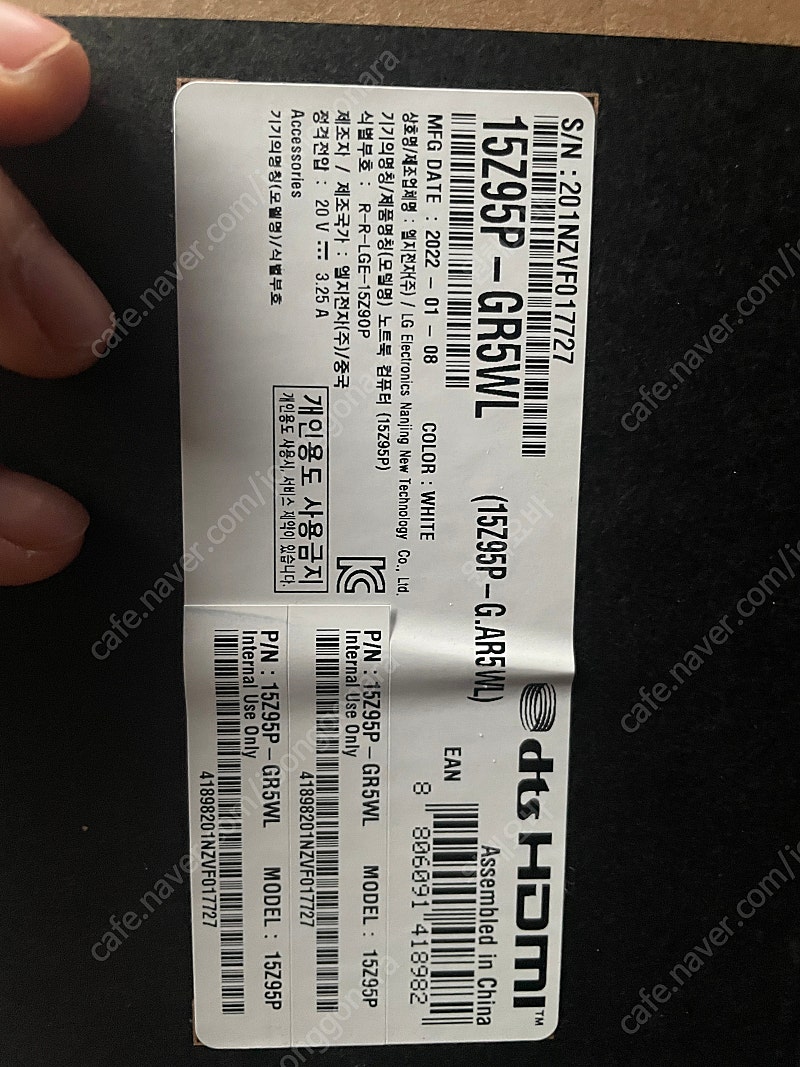 S/N : 201NZVF017727
15Z95P – GR5WL (15Z95P – G.AR5WL)
MFG DATE : 2022 – 01 – 08 COLOR : WHITE
상호명/제조업체명 : 엘지전자(주) / LG Electronics Nanjing New Technology Co., Ltd.
기기의명칭/제품명칭(모델명) 노트북 컴퓨터 (15Z95P)
식별부호 : R-R-LGE-15Z90P
제조자 / 제조국가 : 엘지전자(주)/중국
정격전압 : 20 V ⎓ 3.25 A
Accessories
기기의명칭(모델명)/식별부호
개인용도 사용금지
개인용도 사용시, 서비스 제약이 있습니다.
dts HDMI™
Assembled in China
EAN
8 806091 418982
P/N : 15Z95P – GR5WL MODEL : 15Z95P
Internal Use Only
41898201NZVF017727
P/N : 15Z95P – GR5WL MODEL : 15Z95P
Internal Use Only
41898201NZVF017727
cafe.naver.com/joonggonara